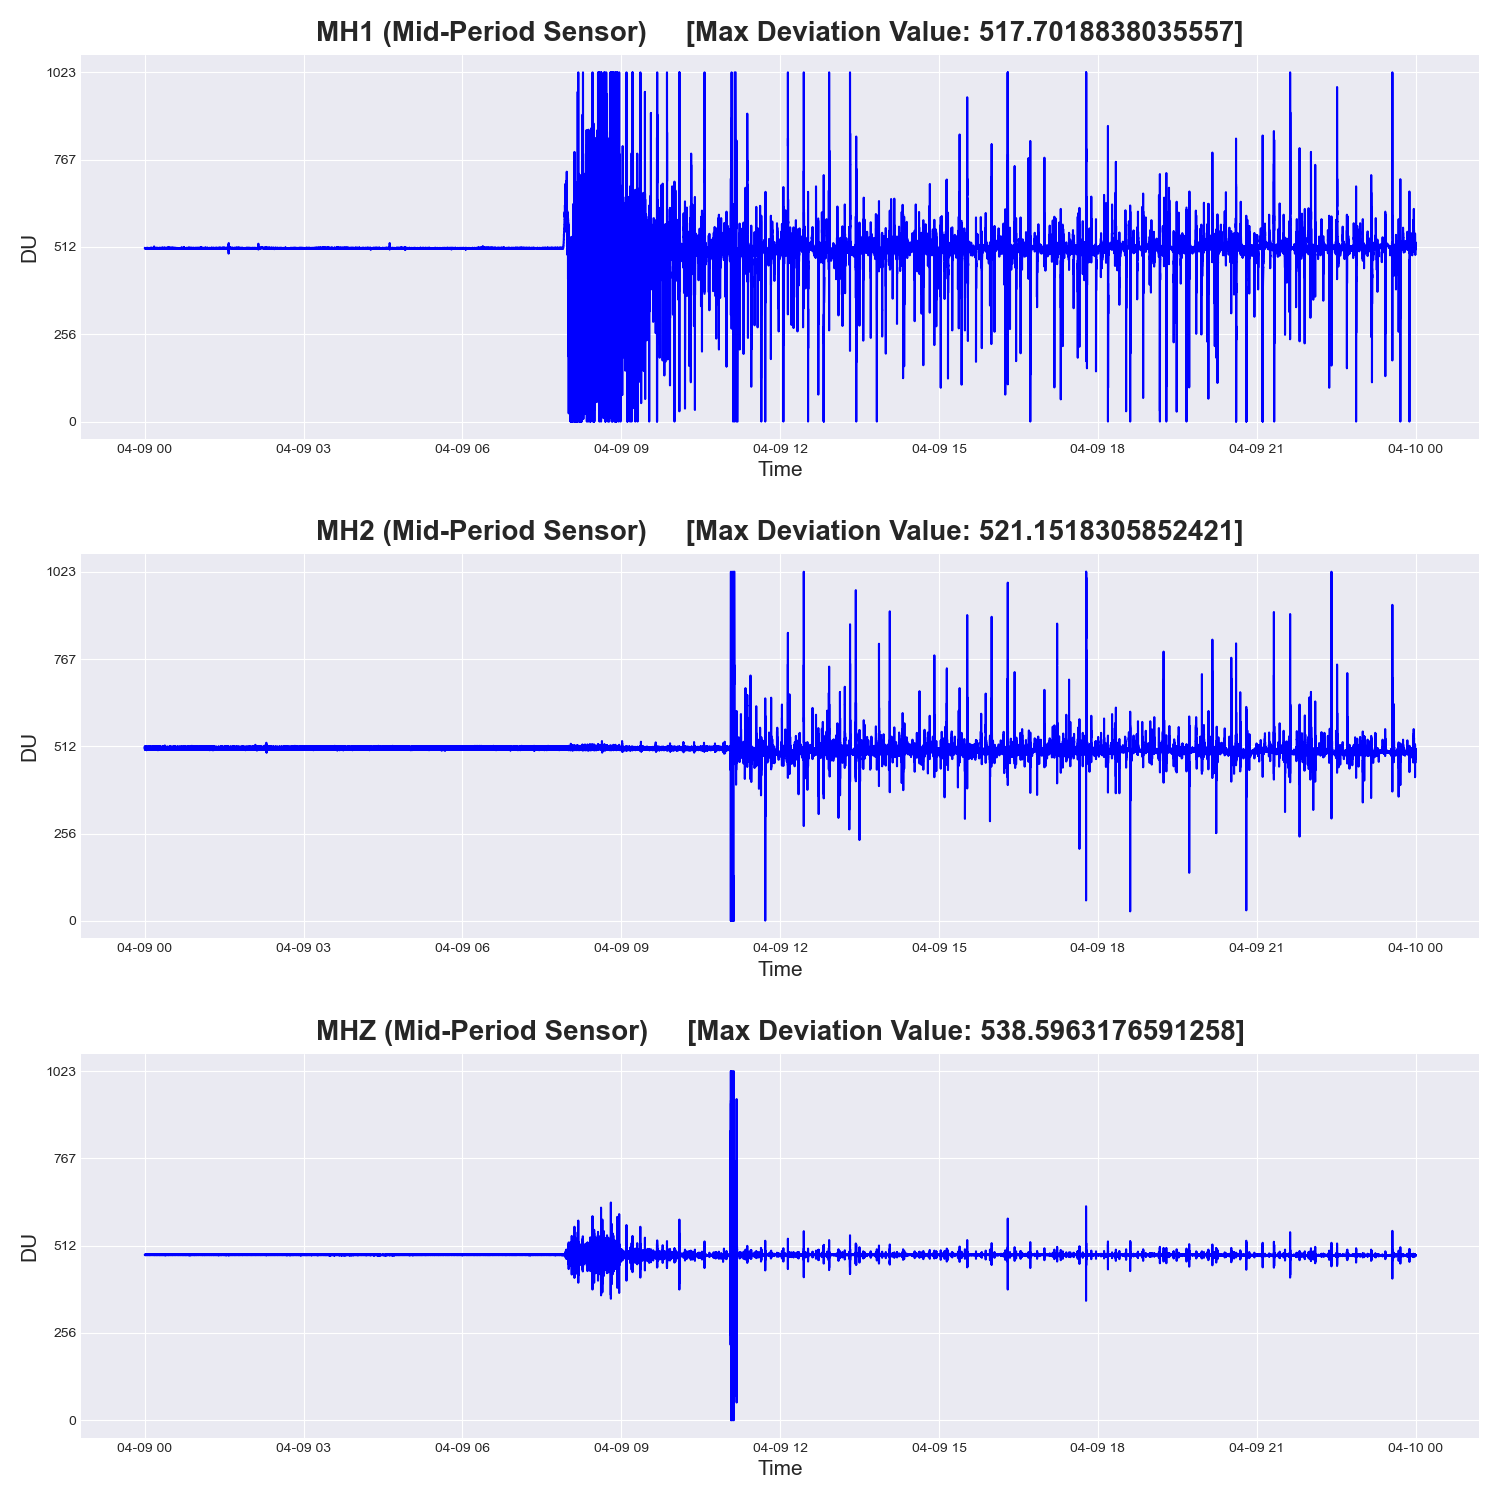 MH1 (Mid-Period Sensor)     [Max Deviation Value: 517.7018838035557]
1023
767
512
256
0
DU
04-09 00 04-09 03 04-09 06 04-09 09 04-09 12 04-09 15 04-09 18 04-09 21 04-10 00
Time
MH2 (Mid-Period Sensor)     [Max Deviation Value: 521.1518305852421]
1023
767
512
256
0
DU
04-09 00 04-09 03 04-09 06 04-09 09 04-09 12 04-09 15 04-09 18 04-09 21 04-10 00
Time
MHZ (Mid-Period Sensor)     [Max Deviation Value: 538.5963176591258]
1023
767
512
256
0
DU
04-09 00 04-09 03 04-09 06 04-09 09 04-09 12 04-09 15 04-09 18 04-09 21 04-10 00
Time